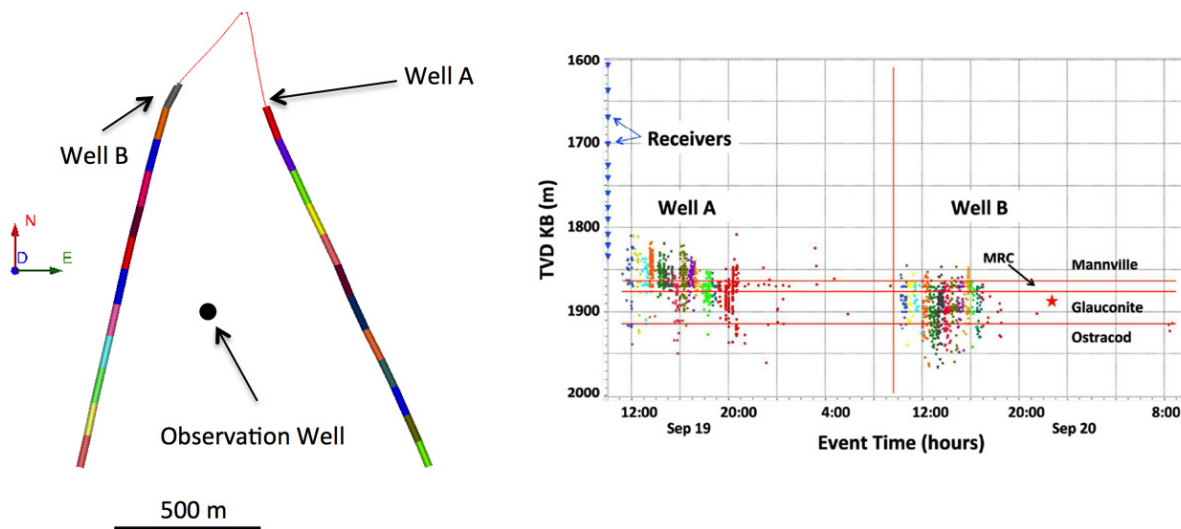 Well A
Well B
N
D
E
Observation Well
500 m
TVD KB (m)
1600
1700
1800
1900
2000
Receivers
Well A
Well B
MRC
Mannville
Glauconite
Ostracod
12:00
20:00
4:00
12:00
20:00
8:00
Sep 19
Sep 20
Event Time (hours)